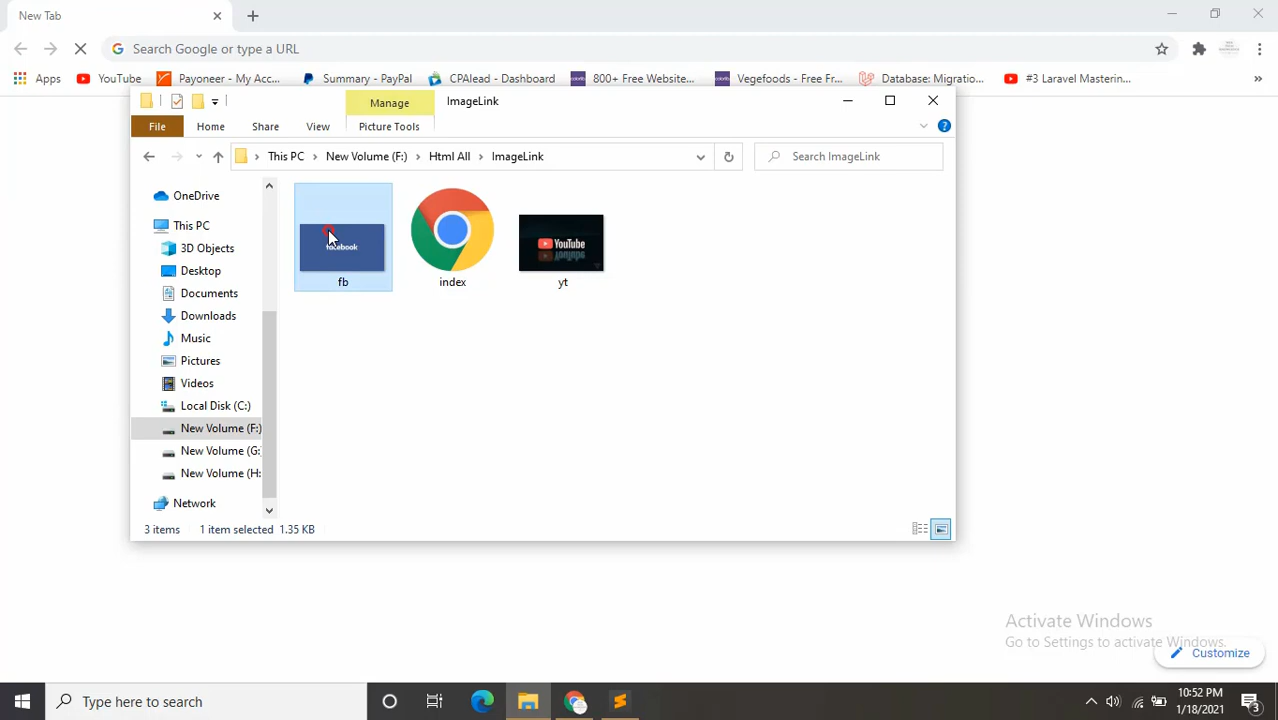 New Tab
Search Google or type a URL
Apps YouTube Payoneer - My Acc... Summary - PayPal CPAlead - Dashboard 800+ Free Website... Vegefoods - Free Fr... Database: Migratio... #3 Laravel Masterin... »
Manage ImageLink
File Home Share View Picture Tools
This PC New Volume (F:) Html All ImageLink Search ImageLink
OneDrive
This PC
3D Objects
Desktop
Documents
Downloads
Music
Pictures
Videos
Local Disk (C:)
New Volume (F:)
New Volume (G:
New Volume (H:
Network
facebook
YouTube
fb index yt
3 items 1 item selected 1.35 KB
Activate Windows
Go to Settings to activate Windows.
Customize
Type here to search
10:52 PM
1/18/2021
3